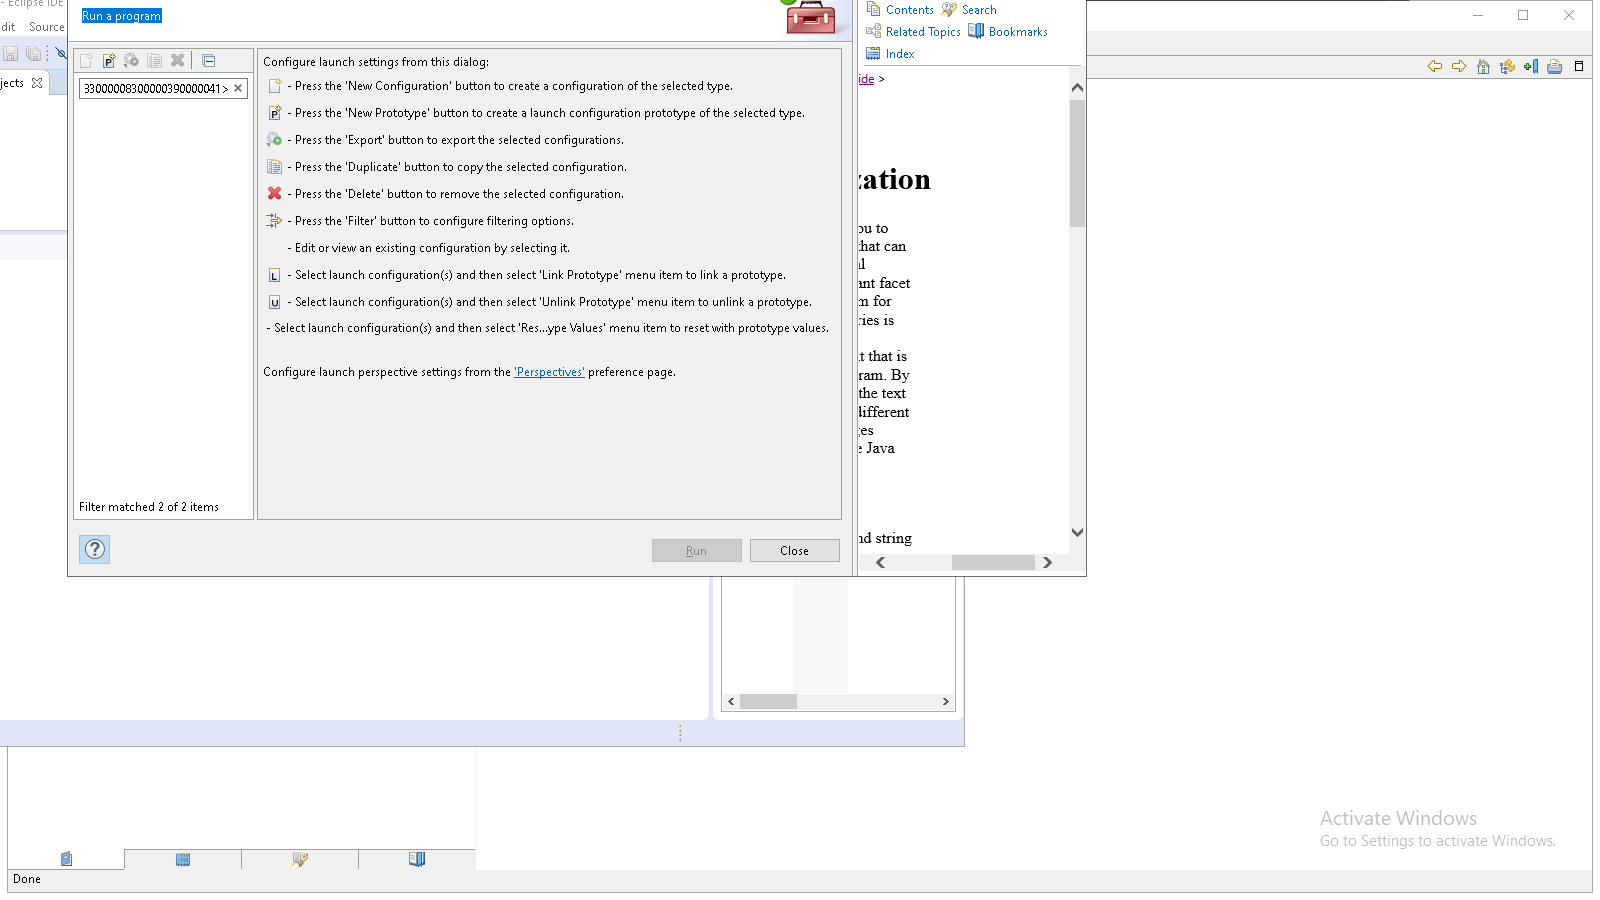 - Eclipse IDE
Run a program
dit Source
jects
33000008300000390000041>
Filter matched 2 of 2 items
Configure launch settings from this dialog:
- Press the 'New Configuration' button to create a configuration of the selected type.
P - Press the 'New Prototype' button to create a launch configuration prototype of the selected type.
- Press the 'Export' button to export the selected configurations.
- Press the 'Duplicate' button to copy the selected configuration.
- Press the 'Delete' button to remove the selected configuration.
- Press the 'Filter' button to configure filtering options.
- Edit or view an existing configuration by selecting it.
L - Select launch configuration(s) and then select 'Link Prototype' menu item to link a prototype.
U - Select launch configuration(s) and then select 'Unlink Prototype' menu item to unlink a prototype.
- Select launch configuration(s) and then select 'Res...ype Values' menu item to reset with prototype values.
Configure launch perspective settings from the 'Perspectives' preference page.
Run
Close
Contents Search
Related Topics Bookmarks
Index
ide >
zation
ou to
that can
al
ant facet
m for
ries is
t that is
ram. By
the text
different
ges
e Java
nd string
Activate Windows
Go to Settings to activate Windows.
Done